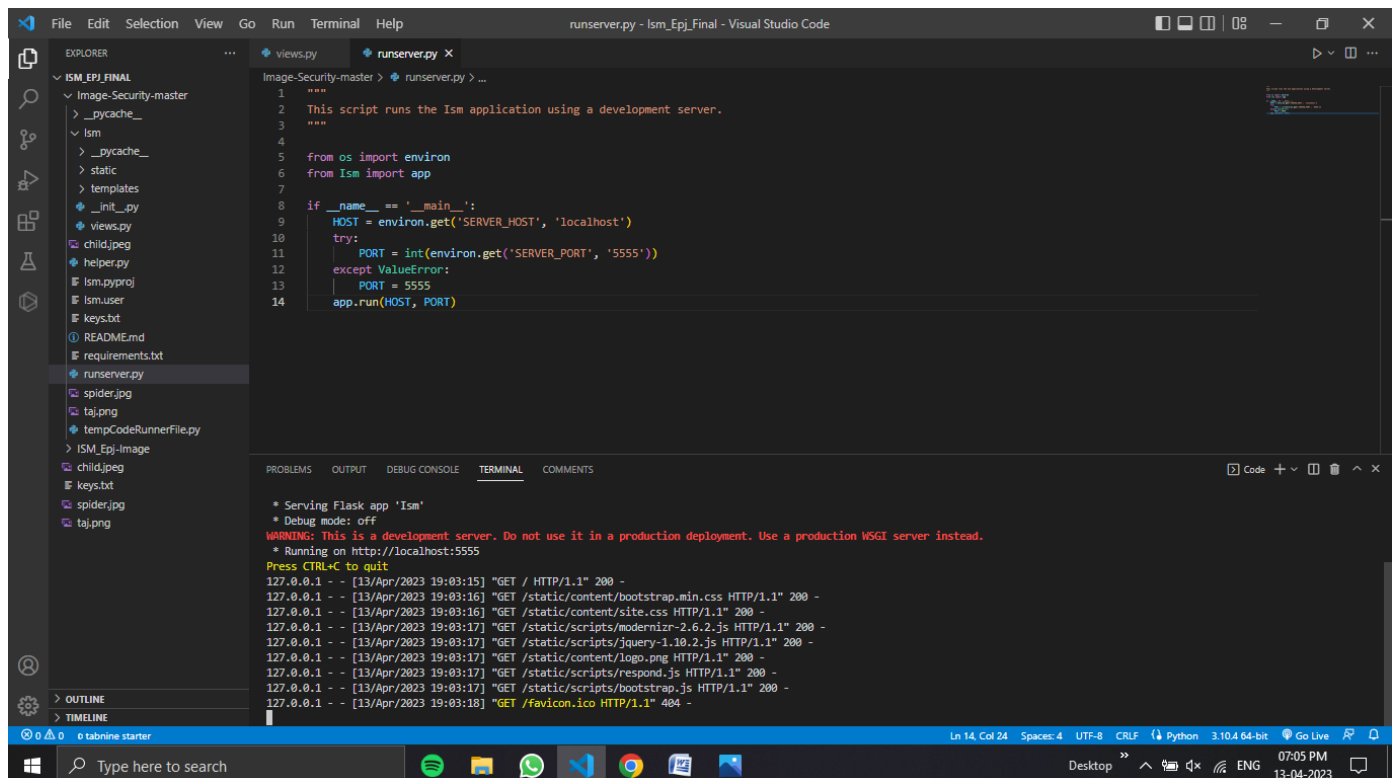 File Edit Selection View Go Run Terminal Help runserver.py - Ism_Epj_Final - Visual Studio Code
EXPLORER
ISM_EPJ_FINAL
Image-Security-master
__pycache__
Ism
__pycache__
static
templates
__init__.py
views.py
child.jpeg
helper.py
Ism.pyproj
Ism.user
keys.txt
README.md
requirements.txt
runserver.py
spider.jpg
taj.png
tempCodeRunnerFile.py
ISM_Epj-Image
child.jpeg
keys.txt
spider.jpg
taj.png
OUTLINE
TIMELINE
views.py runserver.py
Image-Security-master > runserver.py > ...
1 """
2 This script runs the Ism application using a development server.
3 """
4
5 from os import environ
6 from Ism import app
7
8 if __name__ == '__main__':
9 HOST = environ.get('SERVER_HOST', 'localhost')
10 try:
11 PORT = int(environ.get('SERVER_PORT', '5555'))
12 except ValueError:
13 PORT = 5555
14 app.run(HOST, PORT)
PROBLEMS OUTPUT DEBUG CONSOLE TERMINAL COMMENTS Code
* Serving Flask app 'Ism'
* Debug mode: off
WARNING: This is a development server. Do not use it in a production deployment. Use a production WSGI server instead.
* Running on http://localhost:5555
Press CTRL+C to quit
127.0.0.1 - - [13/Apr/2023 19:03:15] "GET / HTTP/1.1" 200 -
127.0.0.1 - - [13/Apr/2023 19:03:16] "GET /static/content/bootstrap.min.css HTTP/1.1" 200 -
127.0.0.1 - - [13/Apr/2023 19:03:16] "GET /static/content/site.css HTTP/1.1" 200 -
127.0.0.1 - - [13/Apr/2023 19:03:17] "GET /static/scripts/modernizr-2.6.2.js HTTP/1.1" 200 -
127.0.0.1 - - [13/Apr/2023 19:03:17] "GET /static/scripts/jquery-1.10.2.js HTTP/1.1" 200 -
127.0.0.1 - - [13/Apr/2023 19:03:17] "GET /static/content/logo.png HTTP/1.1" 200 -
127.0.0.1 - - [13/Apr/2023 19:03:17] "GET /static/scripts/respond.js HTTP/1.1" 200 -
127.0.0.1 - - [13/Apr/2023 19:03:17] "GET /static/scripts/bootstrap.js HTTP/1.1" 200 -
127.0.0.1 - - [13/Apr/2023 19:03:18] "GET /favicon.ico HTTP/1.1" 404 -
0 0 tabnine starter Ln 14, Col 24 Spaces: 4 UTF-8 CRLF Python 3.10.4 64-bit Go Live
Type here to search Desktop ENG 07:05 PM
13-04-2023